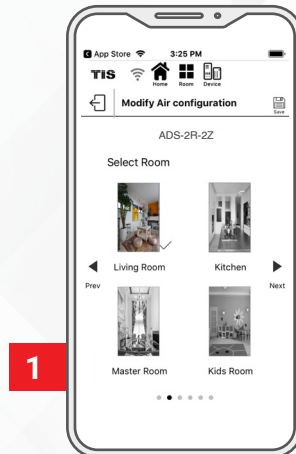 App Store 3:25 PM
TIS
Home Room Device
Modify Air configuration
Save
ADS-2R-2Z
Select Room
Living Room Kitchen
Prev Next
Master Room Kids Room
1